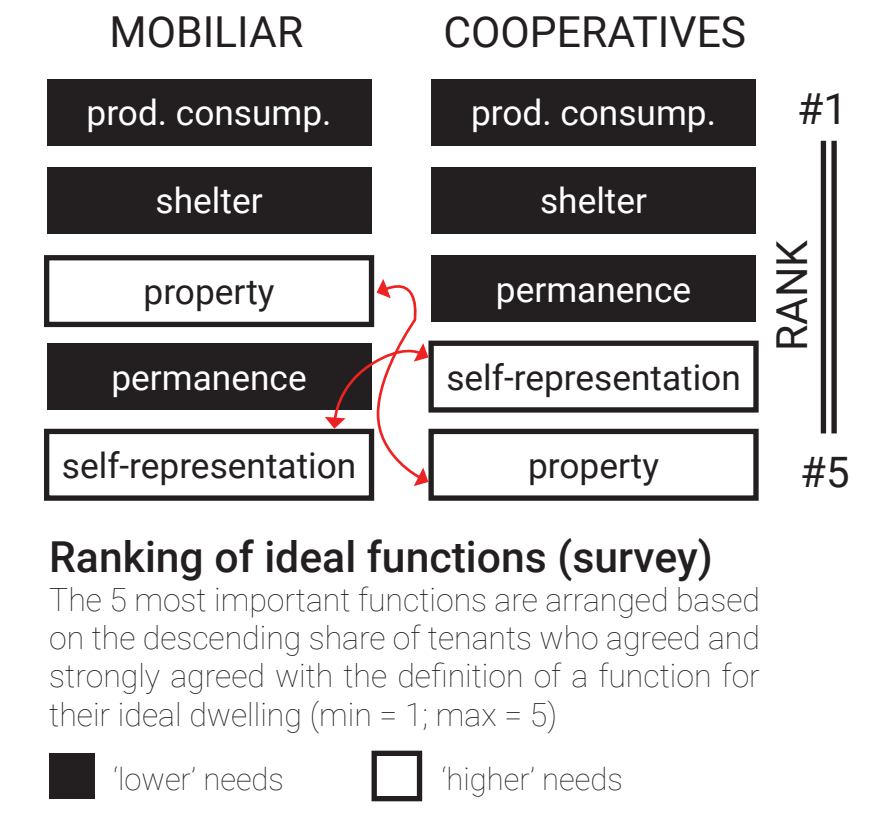 MOBILIAR COOPERATIVES
prod. consump. prod. consump. #1
shelter shelter
property permanence
RANK
permanence self-representation
self-representation property #5
Ranking of ideal functions (survey)
The 5 most important functions are arranged based
on the descending share of tenants who agreed and
strongly agreed with the definition of a function for
their ideal dwelling (min = 1; max = 5)
'lower' needs 'higher' needs